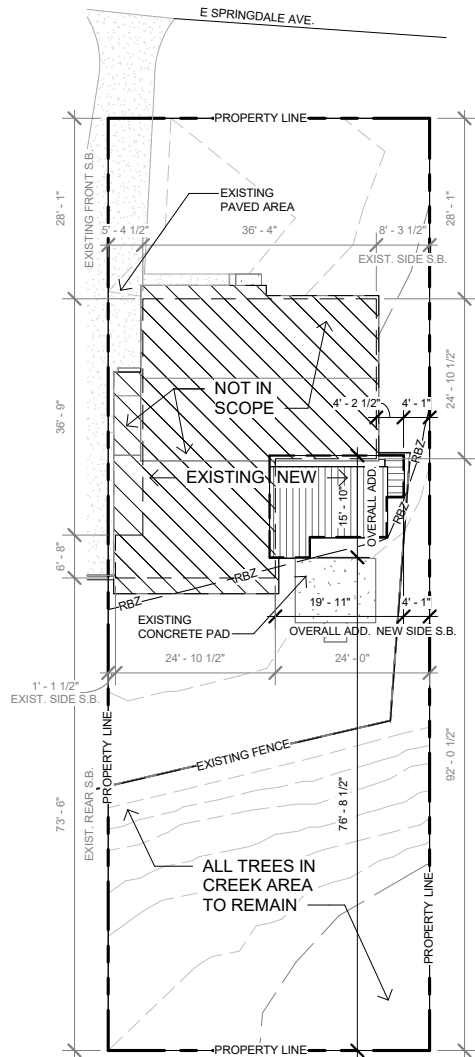 E SPRINGDALE AVE.
PROPERTY LINE
28' - 1"
EXISTING FRONT S.B.
EXISTING
PAVED AREA
28' - 1"
5' - 4 1/2"
36' - 4"
8' - 3 1/2"
EXIST. SIDE S.B.
36' - 9"
NOT IN
SCOPE
24' - 10 1/2"
4' - 2 1/2"
4' - 1"
RBZ
EXISTING
NEW
15' - 10"
OVERALL ADD.
RBZ
6' - 8"
RBZ
RBZ
EXISTING
CONCRETE PAD
19' - 11"
4' - 1"
OVERALL ADD.
NEW SIDE S.B.
24' - 10 1/2"
24' - 0"
1' - 1 1/2"
EXIST. SIDE S.B.
PROPERTY LINE
EXISTING FENCE
73' - 6"
EXIST. REAR S.B.
76' - 8 1/2"
92' - 0 1/2"
ALL TREES IN
CREEK AREA
TO REMAIN
PROPERTY LINE
PROPERTY LINE